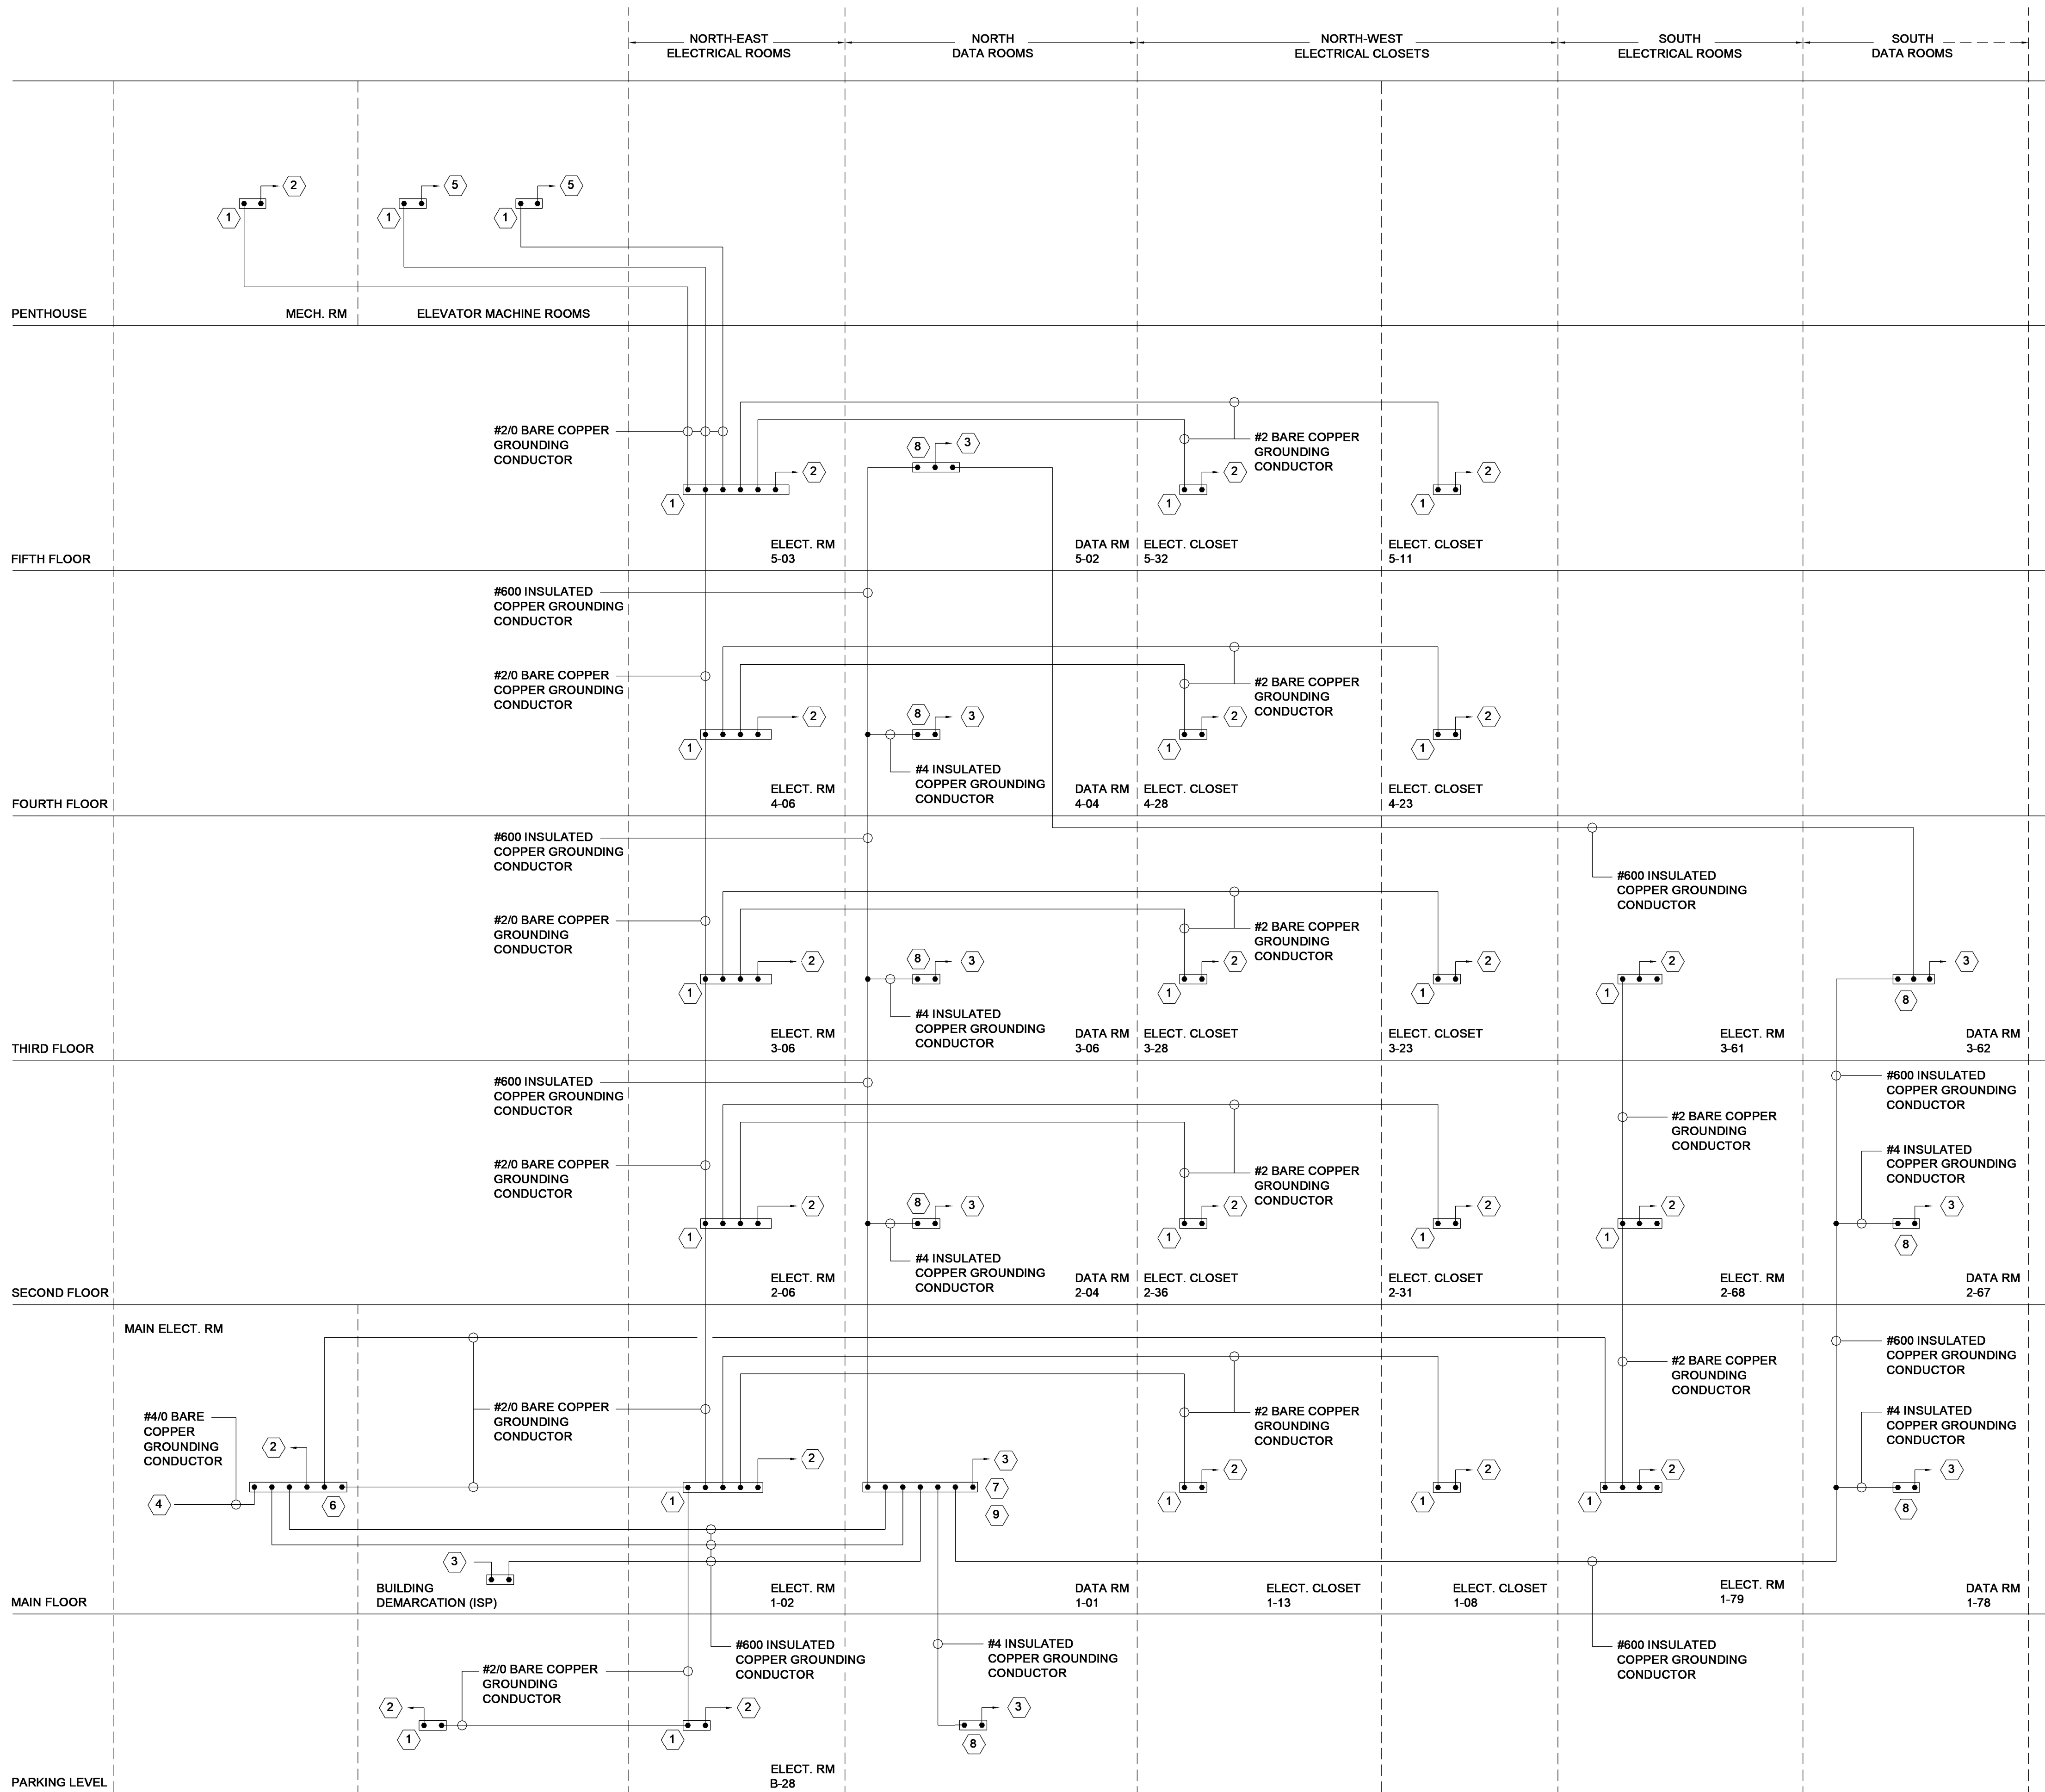 NORTH-EAST
ELECTRICAL ROOMS
NORTH
DATA ROOMS
NORTH-WEST
ELECTRICAL CLOSETS
SOUTH
ELECTRICAL ROOMS
SOUTH
DATA ROOMS
2
5
5
1
1
1
PENTHOUSE
MECH. RM
ELEVATOR MACHINE ROOMS
#2/0 BARE COPPER
GROUNDING
CONDUCTOR
8
3
#2 BARE COPPER
GROUNDING
CONDUCTOR
2
2
2
1
1
1
ELECT. RM
5-03
DATA RM
5-02
ELECT. CLOSET
5-32
ELECT. CLOSET
5-11
FIFTH FLOOR
#600 INSULATED
COPPER GROUNDING
CONDUCTOR
#2/0 BARE COPPER
COPPER GROUNDING
CONDUCTOR
#2 BARE COPPER
GROUNDING
CONDUCTOR
2
8
3
2
2
1
1
1
#4 INSULATED
COPPER GROUNDING
CONDUCTOR
ELECT. RM
4-06
DATA RM
4-04
ELECT. CLOSET
4-28
ELECT. CLOSET
4-23
FOURTH FLOOR
#600 INSULATED
COPPER GROUNDING
CONDUCTOR
#600 INSULATED
COPPER GROUNDING
CONDUCTOR
#2/0 BARE COPPER
GROUNDING
CONDUCTOR
#2 BARE COPPER
GROUNDING
CONDUCTOR
2
8
3
2
2
2
3
1
1
1
1
8
#4 INSULATED
COPPER GROUNDING
CONDUCTOR
ELECT. RM
3-06
DATA RM
3-06
ELECT. CLOSET
3-28
ELECT. CLOSET
3-23
ELECT. RM
3-61
DATA RM
3-62
THIRD FLOOR
#600 INSULATED
COPPER GROUNDING
CONDUCTOR
#600 INSULATED
COPPER GROUNDING
CONDUCTOR
#2 BARE COPPER
GROUNDING
CONDUCTOR
#4 INSULATED
COPPER GROUNDING
CONDUCTOR
#2/0 BARE COPPER
GROUNDING
CONDUCTOR
#2 BARE COPPER
GROUNDING
CONDUCTOR
2
8
3
2
2
2
3
1
1
1
1
8
#4 INSULATED
COPPER GROUNDING
CONDUCTOR
ELECT. RM
2-06
DATA RM
2-04
ELECT. CLOSET
2-36
ELECT. CLOSET
2-31
ELECT. RM
2-68
DATA RM
2-67
SECOND FLOOR
MAIN ELECT. RM
#600 INSULATED
COPPER GROUNDING
CONDUCTOR
#2 BARE COPPER
GROUNDING
CONDUCTOR
#4/0 BARE
COPPER
GROUNDING
CONDUCTOR
#2/0 BARE COPPER
GROUNDING
CONDUCTOR
#2 BARE COPPER
GROUNDING
CONDUCTOR
#4 INSULATED
COPPER GROUNDING
CONDUCTOR
2
2
3
2
2
2
3
4
6
1
7
9
1
1
1
8
3
BUILDING
DEMARCATION (ISP)
ELECT. RM
1-02
DATA RM
1-01
ELECT. CLOSET
1-13
ELECT. CLOSET
1-08
ELECT. RM
1-79
DATA RM
1-78
MAIN FLOOR
#600 INSULATED
COPPER GROUNDING
CONDUCTOR
#4 INSULATED
COPPER GROUNDING
CONDUCTOR
#600 INSULATED
COPPER GROUNDING
CONDUCTOR
#2/0 BARE COPPER
GROUNDING
CONDUCTOR
2
2
3
1
1
8
ELECT. RM
B-28
PARKING LEVEL